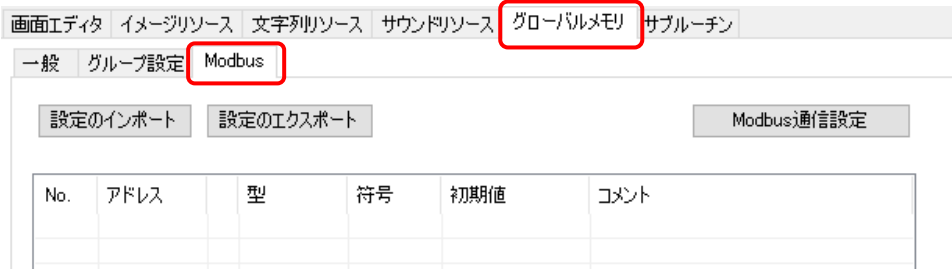 画面エディタ イメージリソース 文字列リソース サウンドリソース グローバルメモリ サブルーチン
一般 グループ設定 Modbus
設定のインポート 設定のエクスポート Modbus通信設定
No. アドレス 型 符号 初期値 コメント